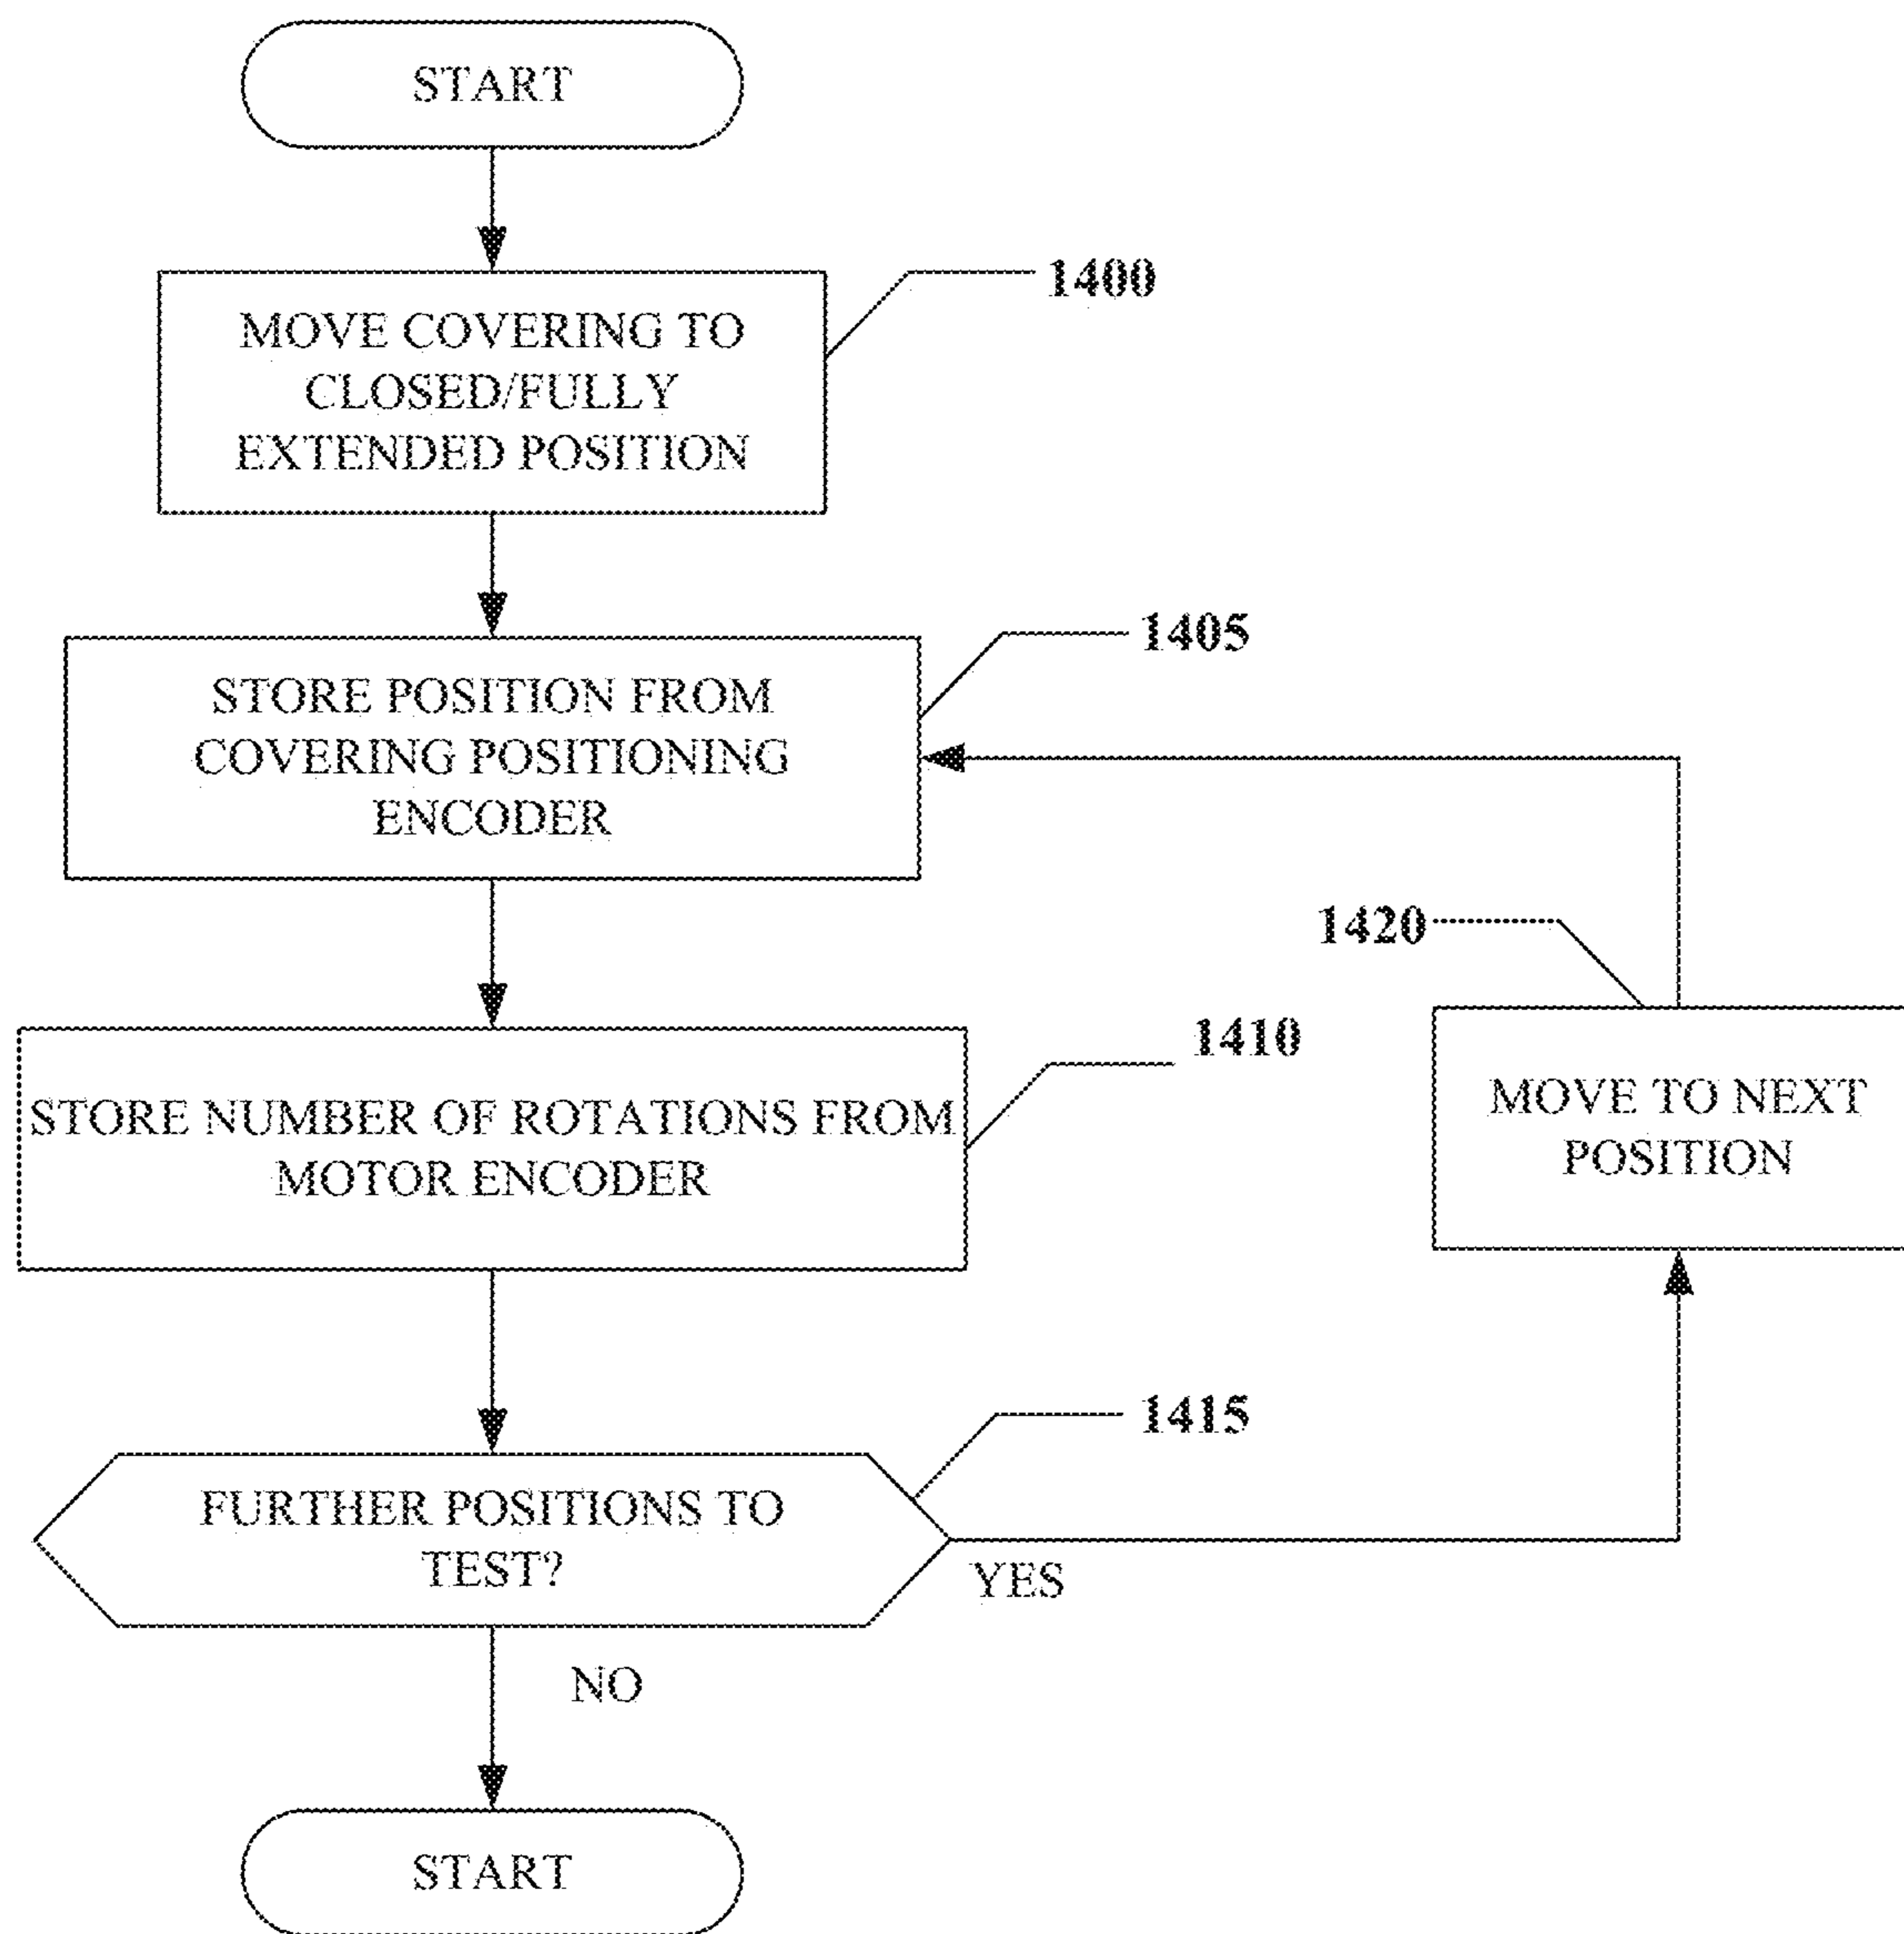 START
1400
MOVE COVERING TO
CLOSED/FULLY
EXTENDED POSITION
1405
STORE POSITION FROM
COVERING POSITIONING
ENCODER
1420
1410
STORE NUMBER OF ROTATIONS FROM
MOTOR ENCODER
MOVE TO NEXT
POSITION
1415
FURTHER POSITIONS TO
TEST?
YES
NO
START